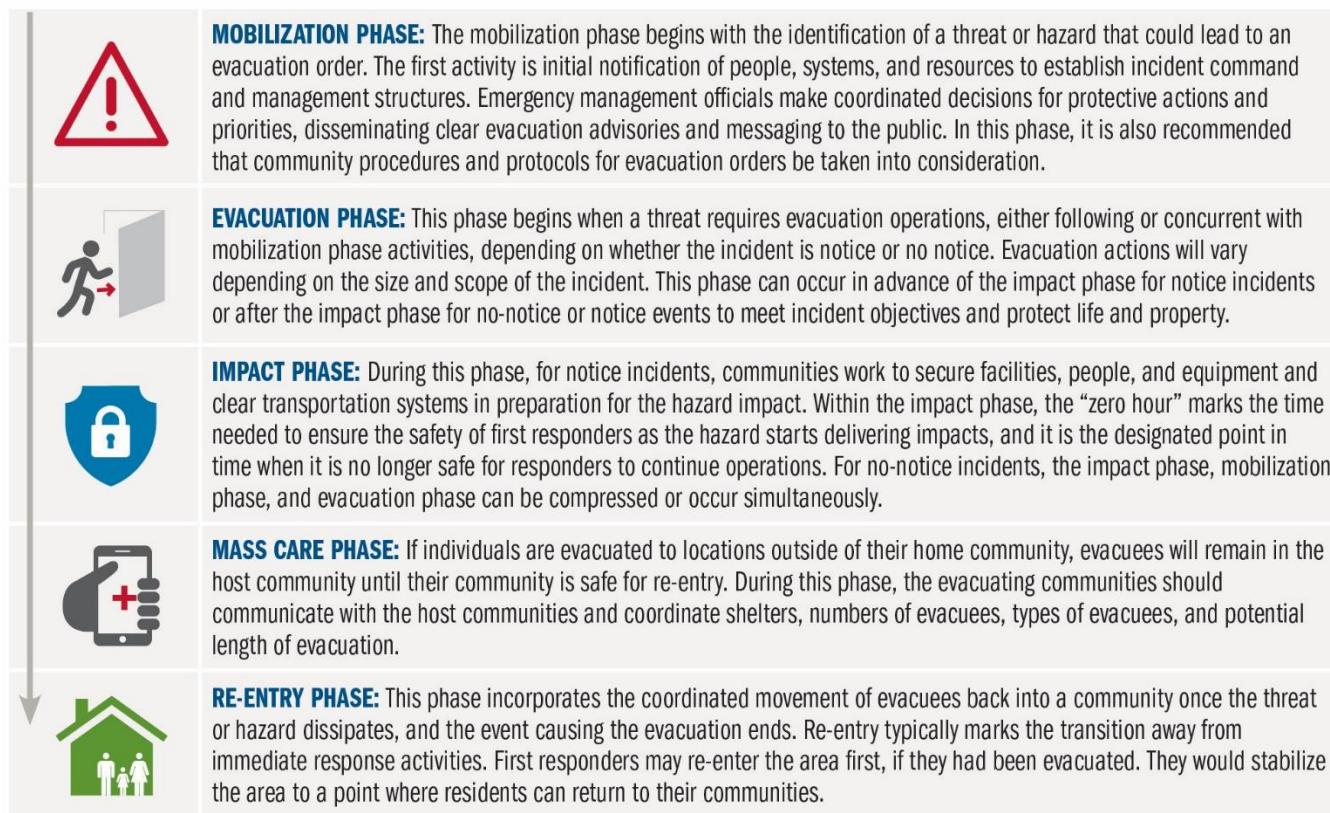 MOBILIZATION PHASE: The mobilization phase begins with the identification of a threat or hazard that could lead to an
evacuation order. The first activity is initial notification of people, systems, and resources to establish incident command
and management structures. Emergency management officials make coordinated decisions for protective actions and
priorities, disseminating clear evacuation advisories and messaging to the public. In this phase, it is also recommended
that community procedures and protocols for evacuation orders be taken into consideration.
EVACUATION PHASE: This phase begins when a threat requires evacuation operations, either following or concurrent with
mobilization phase activities, depending on whether the incident is notice or no notice. Evacuation actions will vary
depending on the size and scope of the incident. This phase can occur in advance of the impact phase for notice incidents
or after the impact phase for no-notice or notice events to meet incident objectives and protect life and property.
IMPACT PHASE: During this phase, for notice incidents, communities work to secure facilities, people, and equipment and
clear transportation systems in preparation for the hazard impact. Within the impact phase, the “zero hour” marks the time
needed to ensure the safety of first responders as the hazard starts delivering impacts, and it is the designated point in
time when it is no longer safe for responders to continue operations. For no-notice incidents, the impact phase, mobilization
phase, and evacuation phase can be compressed or occur simultaneously.
MASS CARE PHASE: If individuals are evacuated to locations outside of their home community, evacuees will remain in the
host community until their community is safe for re-entry. During this phase, the evacuating communities should
communicate with the host communities and coordinate shelters, numbers of evacuees, types of evacuees, and potential
length of evacuation.
RE-ENTRY PHASE: This phase incorporates the coordinated movement of evacuees back into a community once the threat
or hazard dissipates, and the event causing the evacuation ends. Re-entry typically marks the transition away from
immediate response activities. First responders may re-enter the area first, if they had been evacuated. They would stabilize
the area to a point where residents can return to their communities.